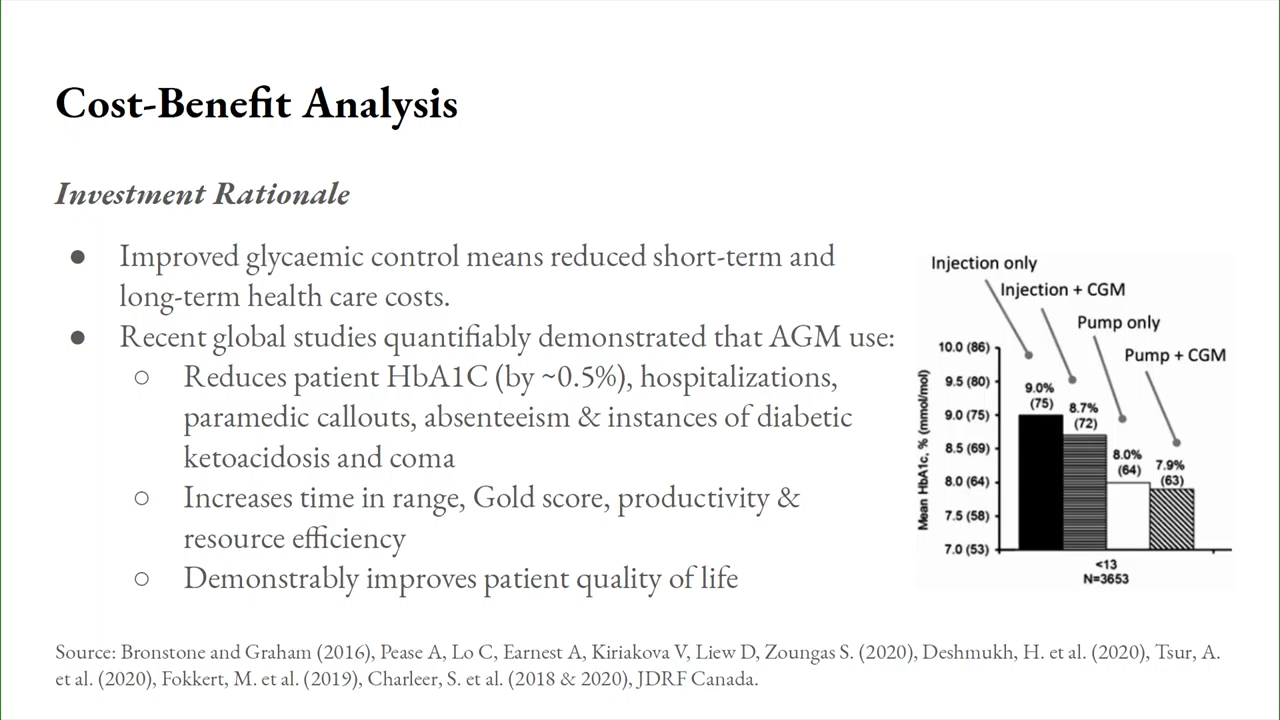 Cost-Benefit Analysis
Investment Rationale
● Improved glycaemic control means reduced short-term and
long-term health care costs.
● Recent global studies quantifiably demonstrated that AGM use:
○ Reduces patient HbA1C (by ~0.5%), hospitalizations,
paramedic callouts, absenteeism & instances of diabetic
ketoacidosis and coma
○ Increases time in range, Gold score, productivity &
resource efficiency
○ Demonstrably improves patient quality of life
Injection only
Injection + CGM
Pump only
Pump + CGM
Mean HbA1c, % (mmol/mol)
10.0 (86)
9.5 (80)
9.0 (75)
8.5 (69)
8.0 (64)
7.5 (58)
7.0 (53)
9.0%
(75)
8.7%
(72)
8.0%
(64)
7.9%
(63)
<13
N=3653
Source: Bronstone and Graham (2016), Pease A, Lo C, Earnest A, Kiriakova V, Liew D, Zoungas S. (2020), Deshmukh, H. et al. (2020), Tsur, A.
et al. (2020), Fokkert, M. et al. (2019), Charleer, S. et al. (2018 & 2020), JDRF Canada.